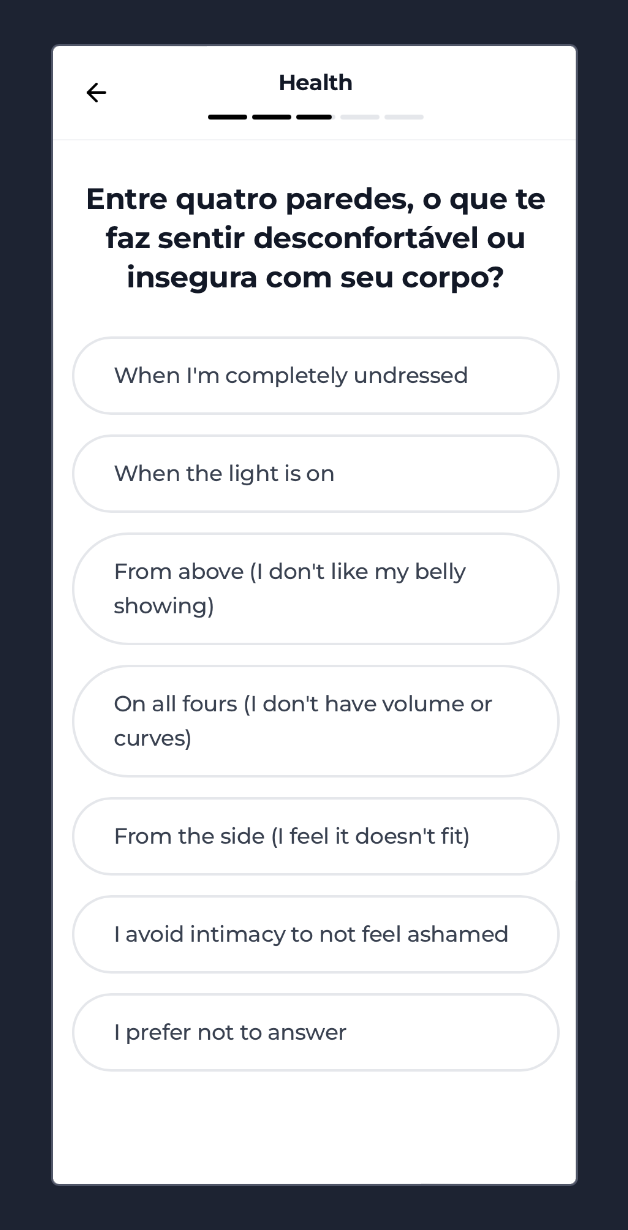 Health
Entre quatro paredes, o que te
faz sentir desconfortável ou
insegura com seu corpo?
When I'm completely undressed
When the light is on
From above (I don't like my belly
showing)
On all fours (I don't have volume or
curves)
From the side (I feel it doesn't fit)
I avoid intimacy to not feel ashamed
I prefer not to answer